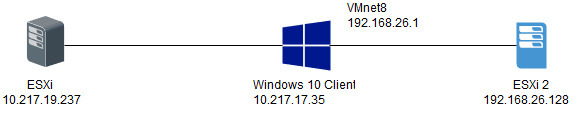 VMnet8
192.168.26.1
ESXi
10.217.19.237
Windows 10 Client
10.217.17.35
ESXi 2
192.168.26.128